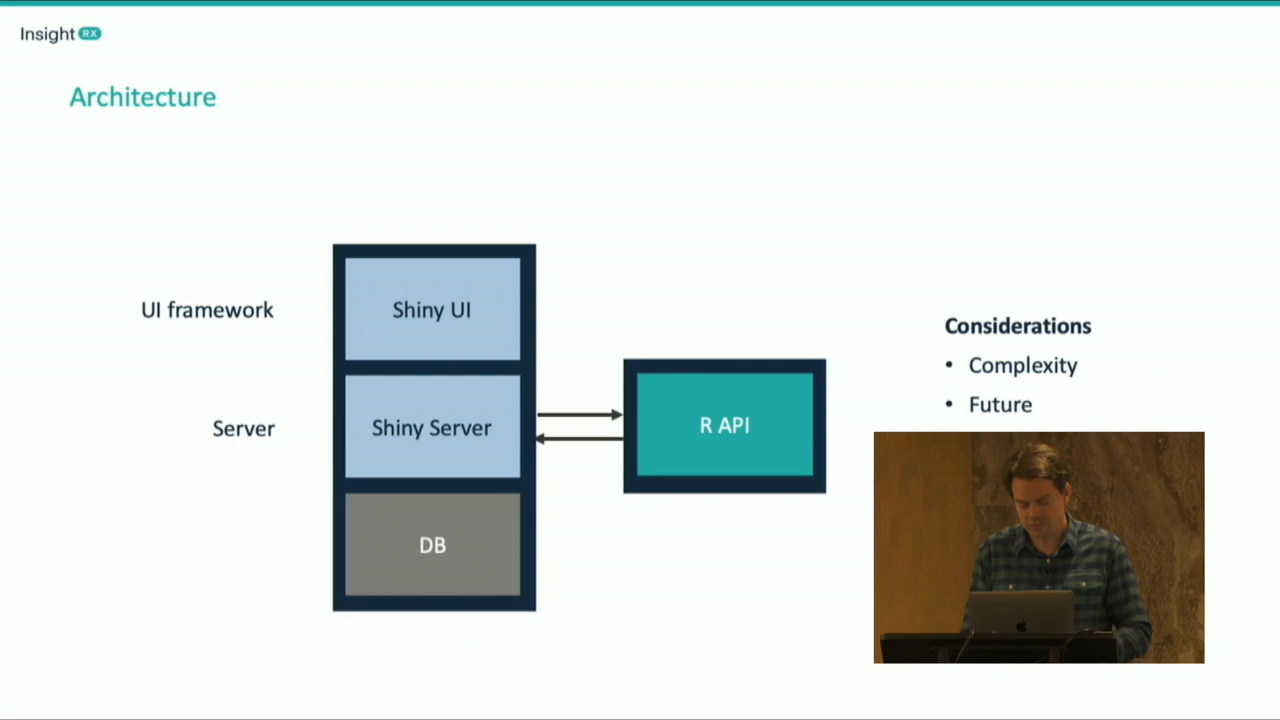 Insight RX
Architecture
UI framework
Shiny UI
Server
Shiny Server
DB
R API
Considerations
• Complexity
• Future